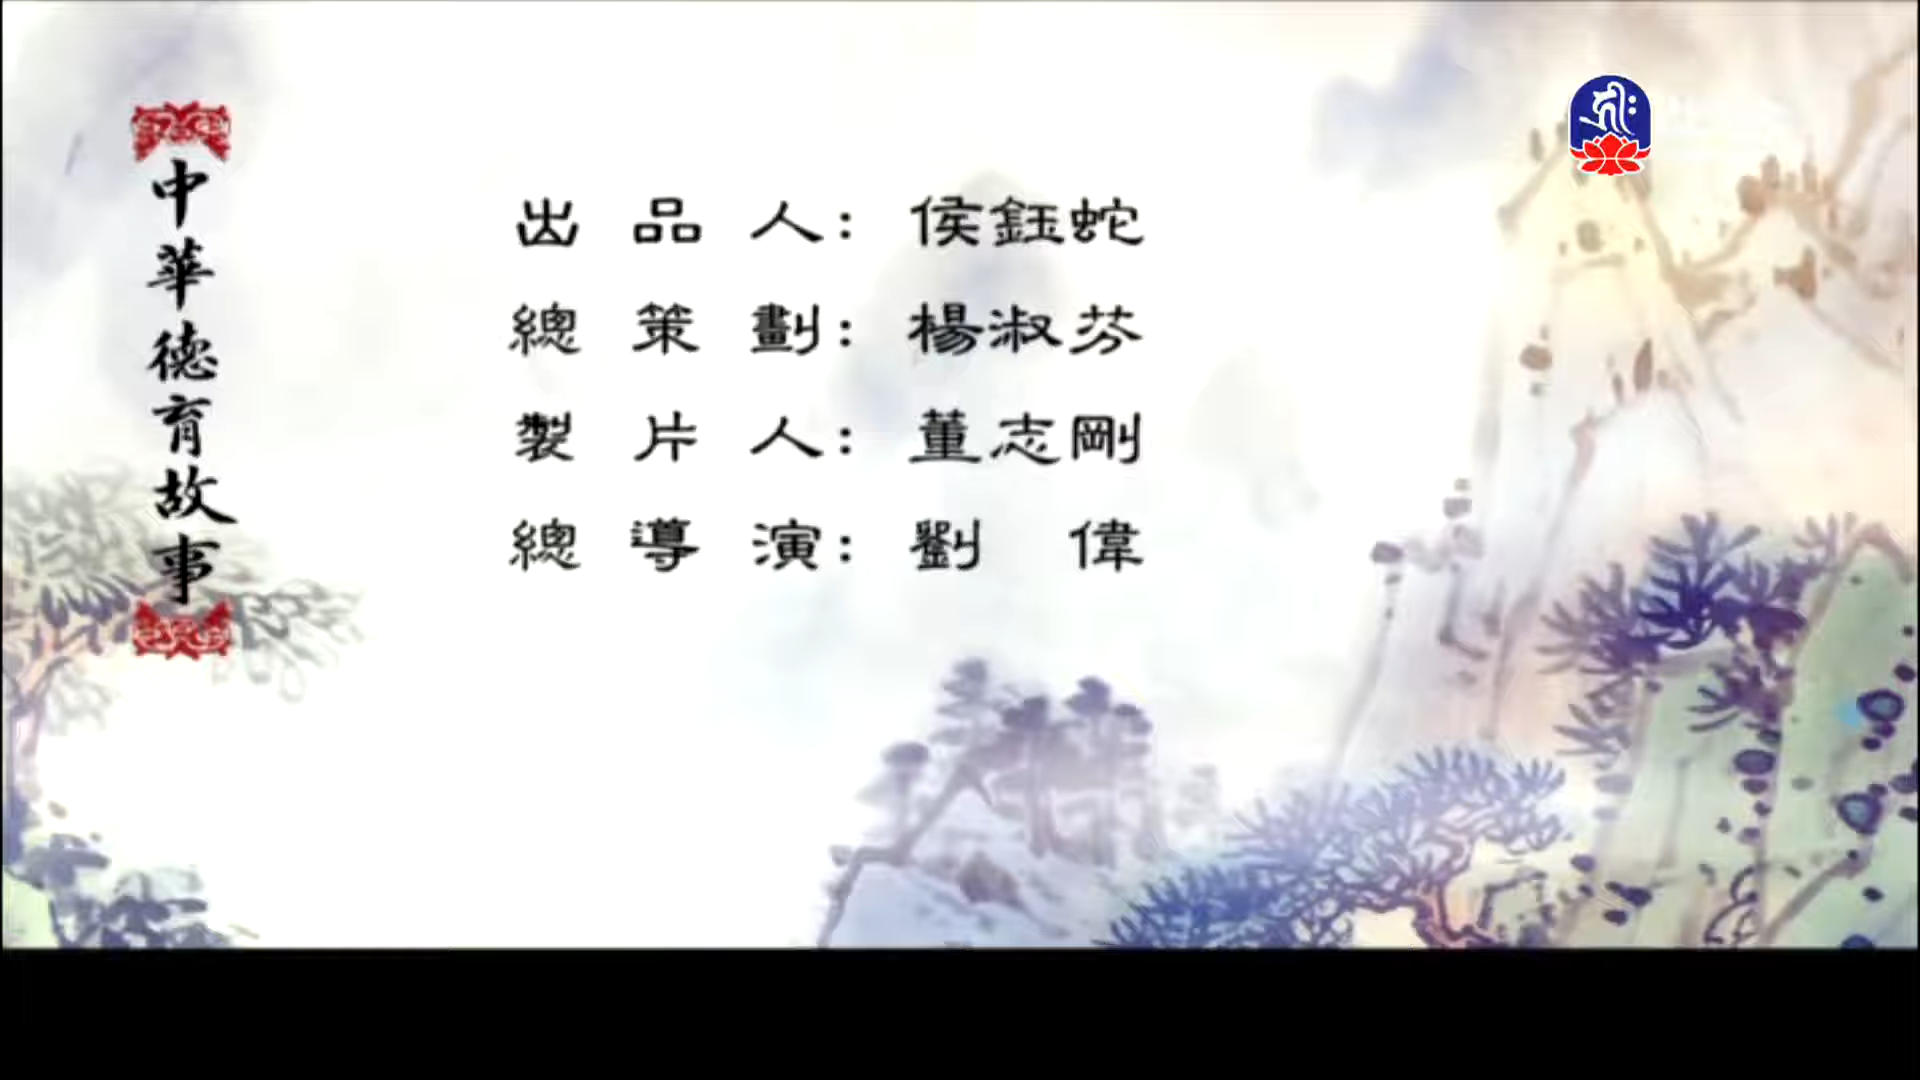 中華德育故事
出品人：侯鈺蛇
總策劃：楊淑芬
製片人：董志剛
總導演：劉 偉